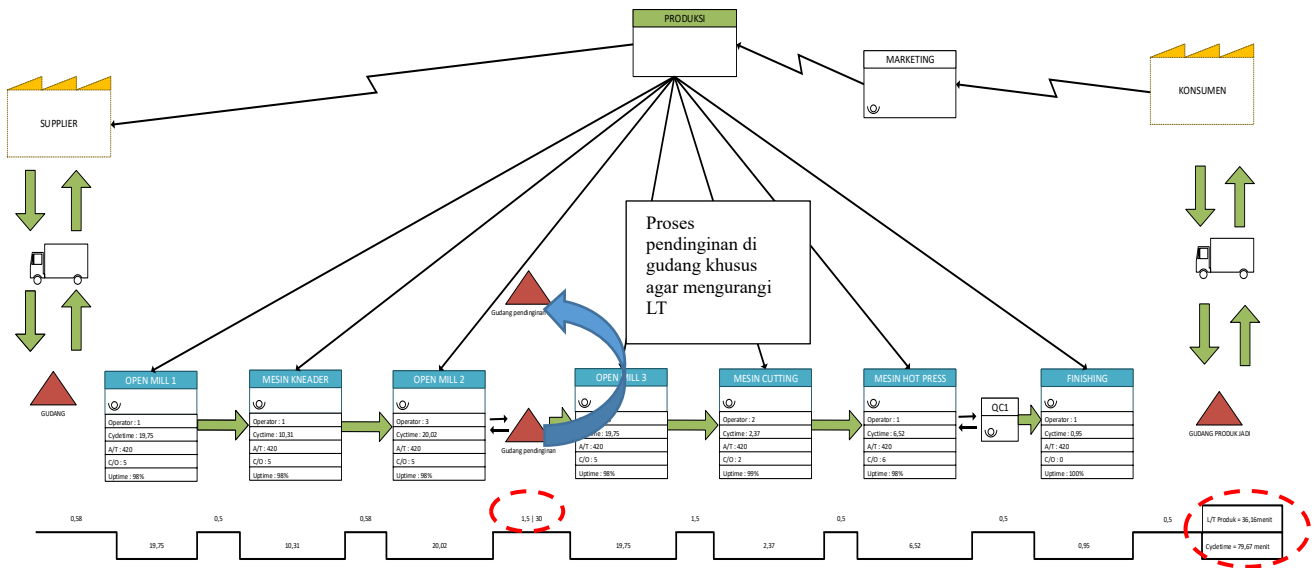 PRODUKSI
MARKETING
KONSUMEN
SUPPLIER
Proses
pendinginan di
gudang khusus
agar mengurangi
LT
Gudang pendinginan
GUDANG
OPEN MILL 1
Operator : 1
Cycletime : 19,75
A/T : 420
C/O : 5
Uptime : 98%
MESIN KNEADER
Operator : 1
Cyctime : 10,31
A/T : 420
C/O : 5
Uptime : 98%
OPEN MILL 2
Operator : 3
Cyctime : 20,02
A/T : 420
C/O : 5
Uptime : 98%
Gudang pendinginan
OPEN MILL 3
: 1
Cyctime : 19,75
A/T : 420
C/O : 5
Uptime : 98%
MESIN CUTTING
Operator : 2
Cyctime : 2,37
A/T : 420
C/O : 2
Uptime : 99%
MESIN HOT PRESS
Operator : 1
Cyctime : 6,52
A/T : 420
C/O : 6
Uptime : 98%
QC1
FINISHING
Operator : 1
Cyctime : 0,95
A/T : 420
C/O : 0
Uptime : 100%
GUDANG PRODUK JADI
0,58
0,5
0,58
1,5 | 30
1,5
0,5
0,5
0,5
L/T Produk = 36,16menit
19,75
10,31
20,02
19,75
2,37
6,52
0,95
Cycletime = 79,67 menit